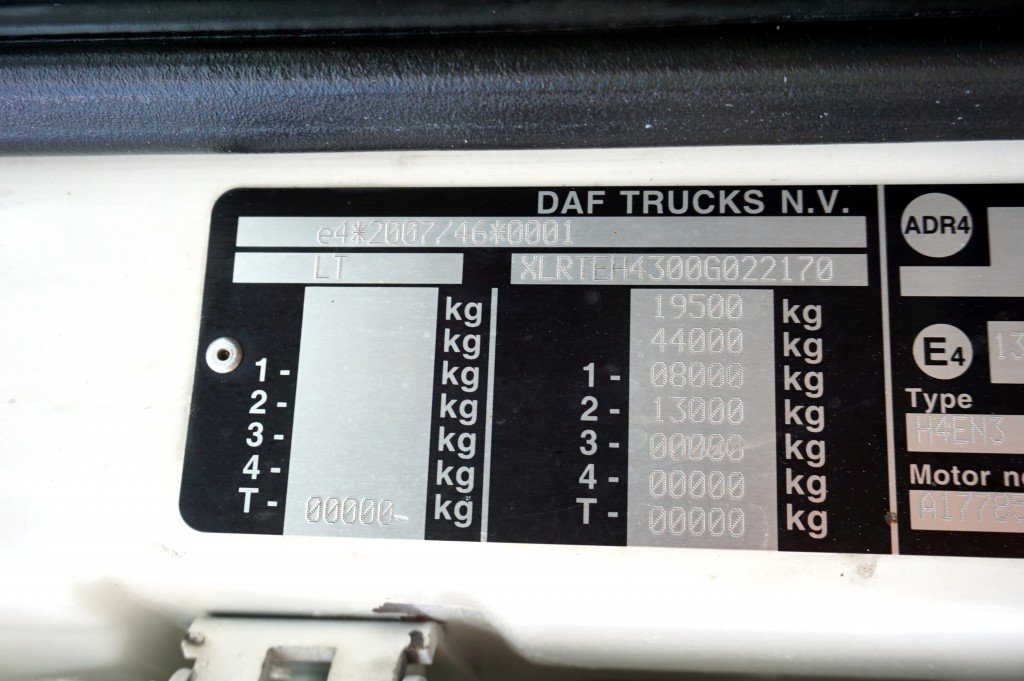 DAF TRUCKS N.V.
e4*2007/46*0001
LT
XLRTEH4300G022170
kg
kg
1 - kg
2 - kg
3 - kg
4 - kg
T - 00000 kg
19500 kg
44000 kg
1 - 08000 kg
2 - 13000 kg
3 - 00000 kg
4 - 00000 kg
T - 00000 kg
ADR4
E4
13
Type
H4EN3
Motor